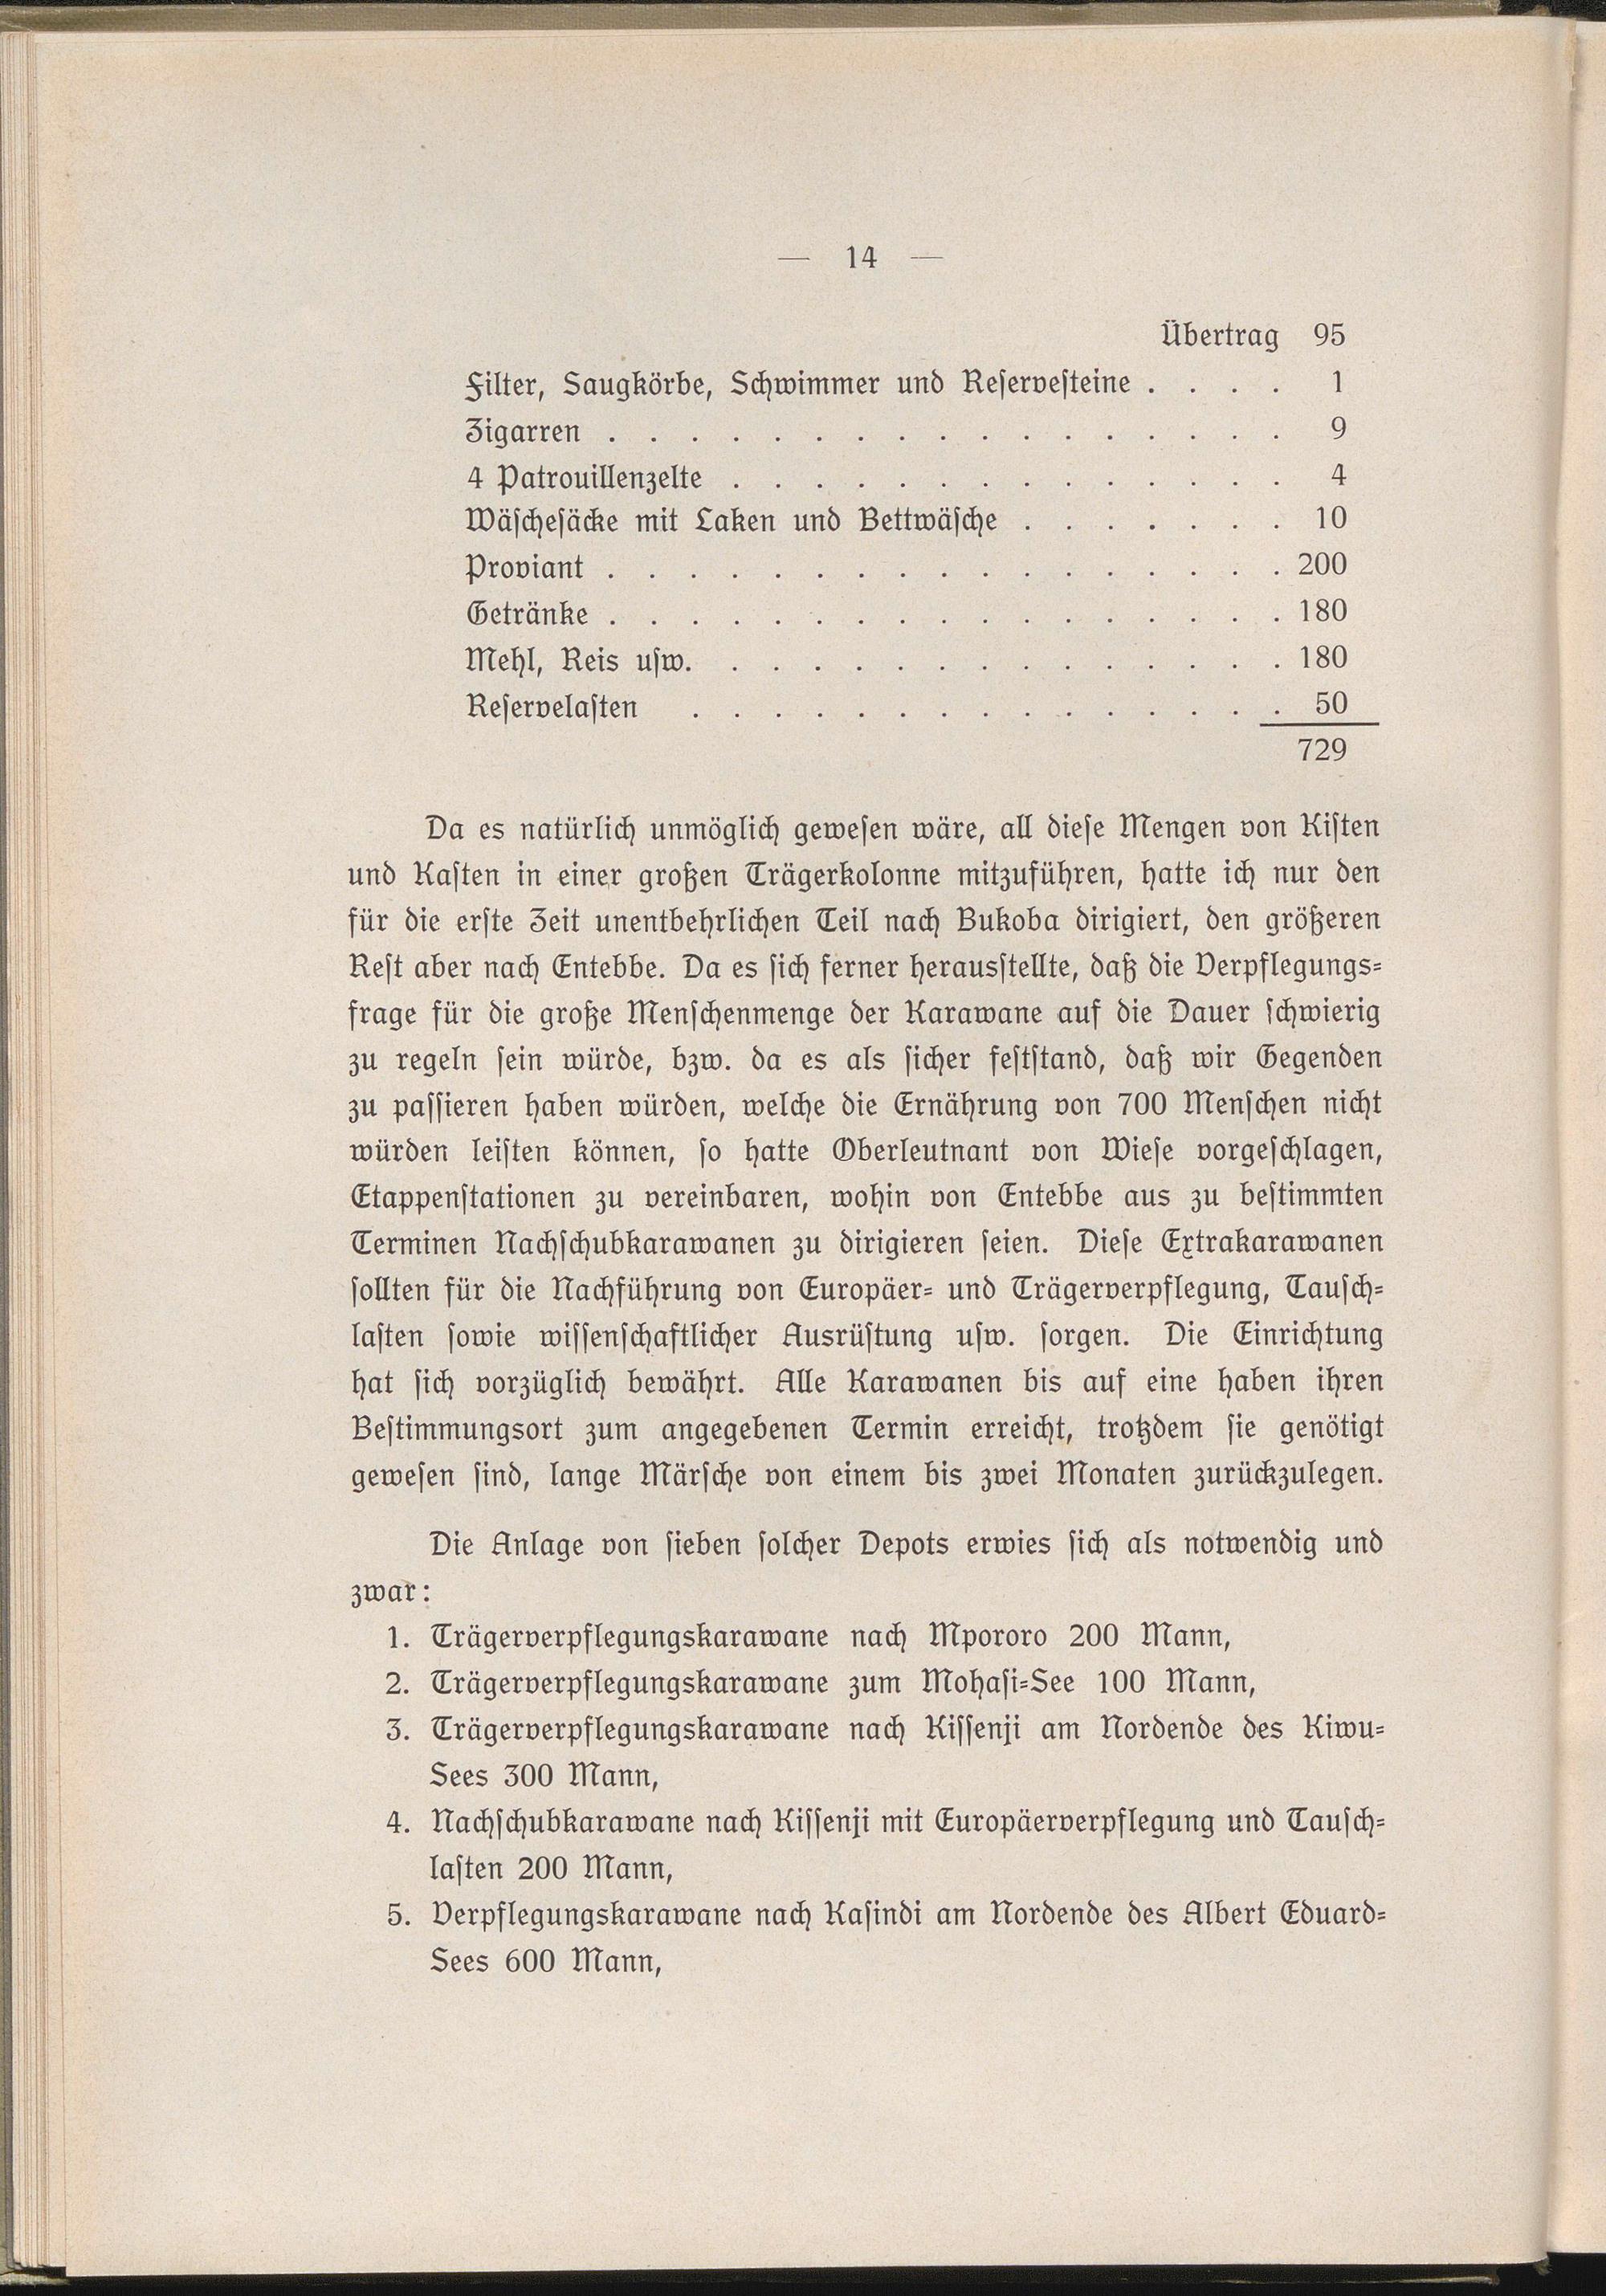 — 14 —
Übertrag 95
Filter, Saugkörbe, Schwimmer und Reservesteine . . . . 1
Zigarren . . . . . . . . . . . . . . . . . 9
4 Patrouillenzelte . . . . . . . . . . . . . . 4
Wäschesäcke mit Laken und Bettwäsche . . . . . . . 10
Proviant . . . . . . . . . . . . . . . . . 200
Getränke . . . . . . . . . . . . . . . . . 180
Mehl, Reis usw. . . . . . . . . . . . . . . 180
Reservelasten . . . . . . . . . . . . . . . 50
729
Da es natürlich unmöglich gewesen wäre, all diese Mengen von Kisten
und Kasten in einer großen Trägerkolonne mitzuführen, hatte ich nur den
für die erste Zeit unentbehrlichen Teil nach Bukoba dirigiert, den größeren
Rest aber nach Entebbe. Da es sich ferner herausstellte, daß die Verpflegungs-
frage für die große Menschenmenge der Karawane auf die Dauer schwierig
zu regeln sein würde, bzw. da es als sicher feststand, daß wir Gegenden
zu passieren haben würden, welche die Ernährung von 700 Menschen nicht
würden leisten können, so hatte Oberleutnant von Wiese vorgeschlagen,
Etappenstationen zu vereinbaren, wohin von Entebbe aus zu bestimmten
Terminen Nachschubkarawanen zu dirigieren seien. Diese Extrakarawanen
sollten für die Nachführung von Europäer- und Trägerverpflegung, Tausch-
lasten sowie wissenschaftlicher Ausrüstung usw. sorgen. Die Einrichtung
hat sich vorzüglich bewährt. Alle Karawanen bis auf eine haben ihren
Bestimmungsort zum angegebenen Termin erreicht, trotzdem sie genötigt
gewesen sind, lange Märsche von einem bis zwei Monaten zurückzulegen.
Die Anlage von sieben solcher Depots erwies sich als notwendig und
zwar:
1. Trägerverpflegungskarawane nach Mpororo 200 Mann,
2. Trägerverpflegungskarawane zum Mohasi-See 100 Mann,
3. Trägerverpflegungskarawane nach Kissenji am Nordende des Kiwu-
Sees 300 Mann,
4. Nachschubkarawane nach Kissenji mit Europäerverpflegung und Tausch-
lasten 200 Mann,
5. Verpflegungskarawane nach Kasindi am Nordende des Albert Eduard-
Sees 600 Mann,